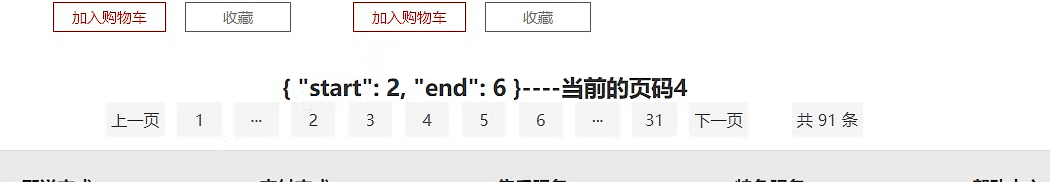 加入购物车 收藏 加入购物车 收藏
{ "start": 2, "end": 6 }----当前的页码4
上一页 1 ··· 2 3 4 5 6 ··· 31 下一页 共 91 条